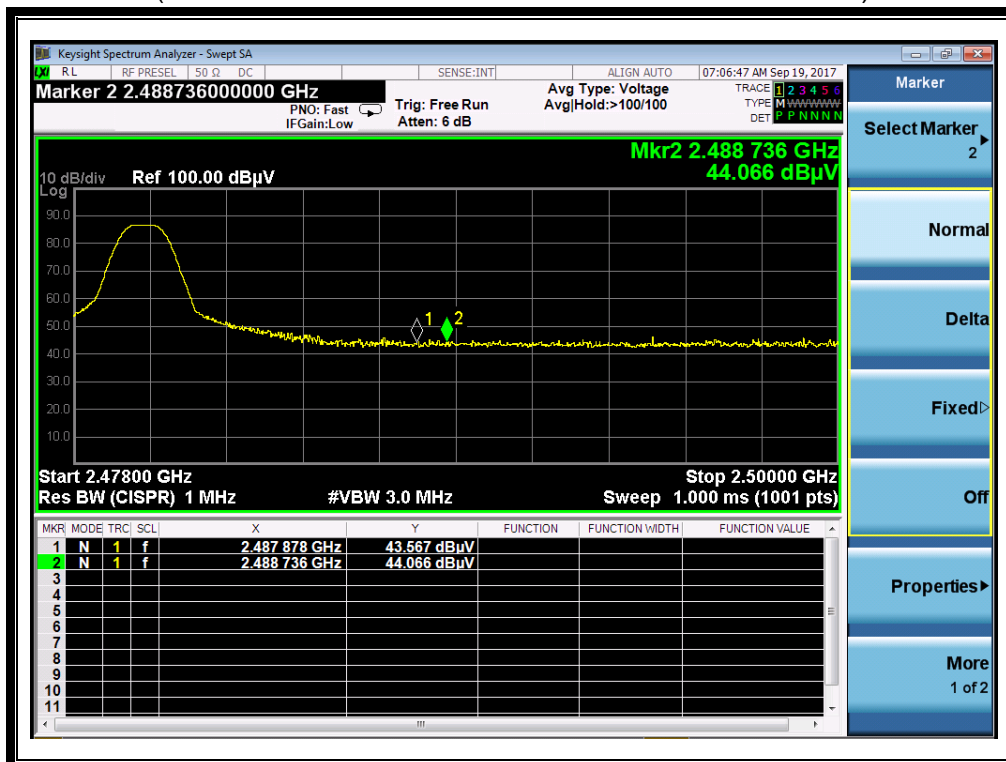 Keysight Spectrum Analyzer - Swept SA
LXI RL RF PRESEL 50 Ω DC SENSE:INT ALIGN AUTO 07:06:47 AM Sep 19, 2017
Marker 2 2.488736000000 GHz
PNO: Fast
IFGain:Low
Trig: Free Run
Atten: 6 dB
Avg Type: Voltage
Avg|Hold:>100/100
TRACE 1 2 3 4 5 6
TYPE M WWWWW
DET P P N N N N
Mkr2 2.488 736 GHz
44.066 dBµV
10 dB/div Ref 100.00 dBµV
Log
90.0
80.0
70.0
60.0
50.0
40.0
30.0
20.0
10.0
1 2
Start 2.47800 GHz Stop 2.50000 GHz
Res BW (CISPR) 1 MHz #VBW 3.0 MHz Sweep 1.000 ms (1001 pts)
MKR MODE TRC SCL X Y FUNCTION FUNCTION WIDTH FUNCTION VALUE
1 N 1 f 2.487 878 GHz 43.567 dBµV
2 N 1 f 2.488 736 GHz 44.066 dBµV
3
4
5
6
7
8
9
10
11
Marker
Select Marker
2
Normal
Delta
Fixed
Off
Properties
More
1 of 2